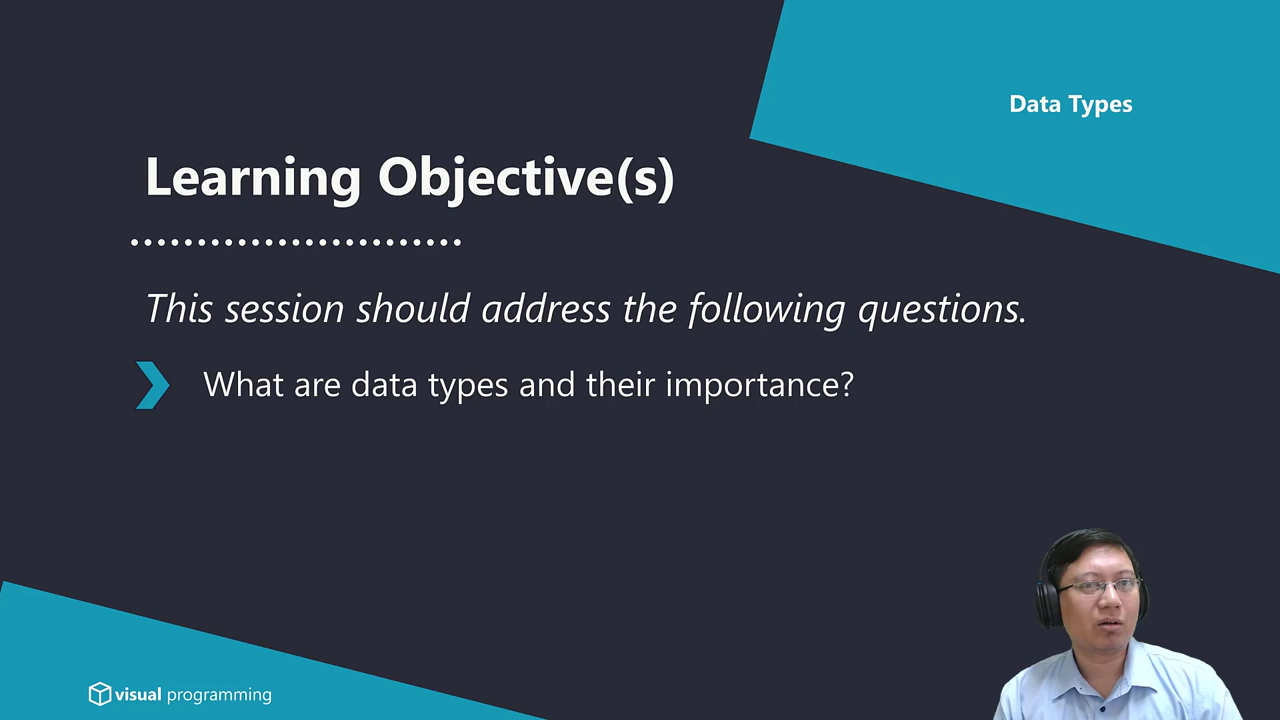 Data Types
Learning Objective(s)
This session should address the following questions.
What are data types and their importance?
visual programming